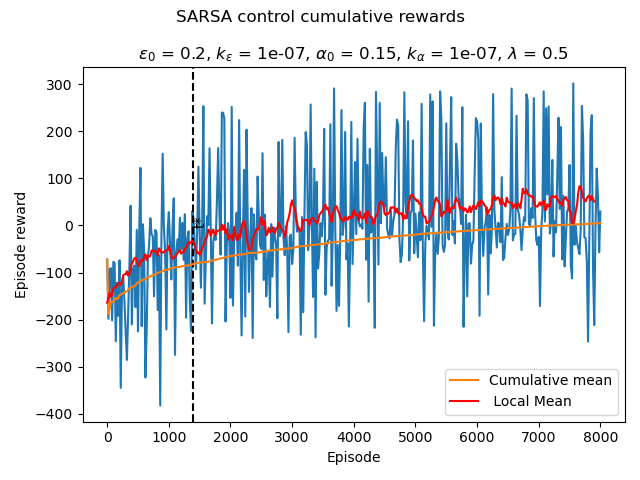 SARSA control cumulative rewards
ε₀ = 0.2, kε = 1e-07, α₀ = 0.15, kα = 1e-07, λ = 0.5
Episode reward
300
200
100
0
−100
−200
−300
−400
t*
Cumulative mean
Local Mean
0 1000 2000 3000 4000 5000 6000 7000 8000
Episode